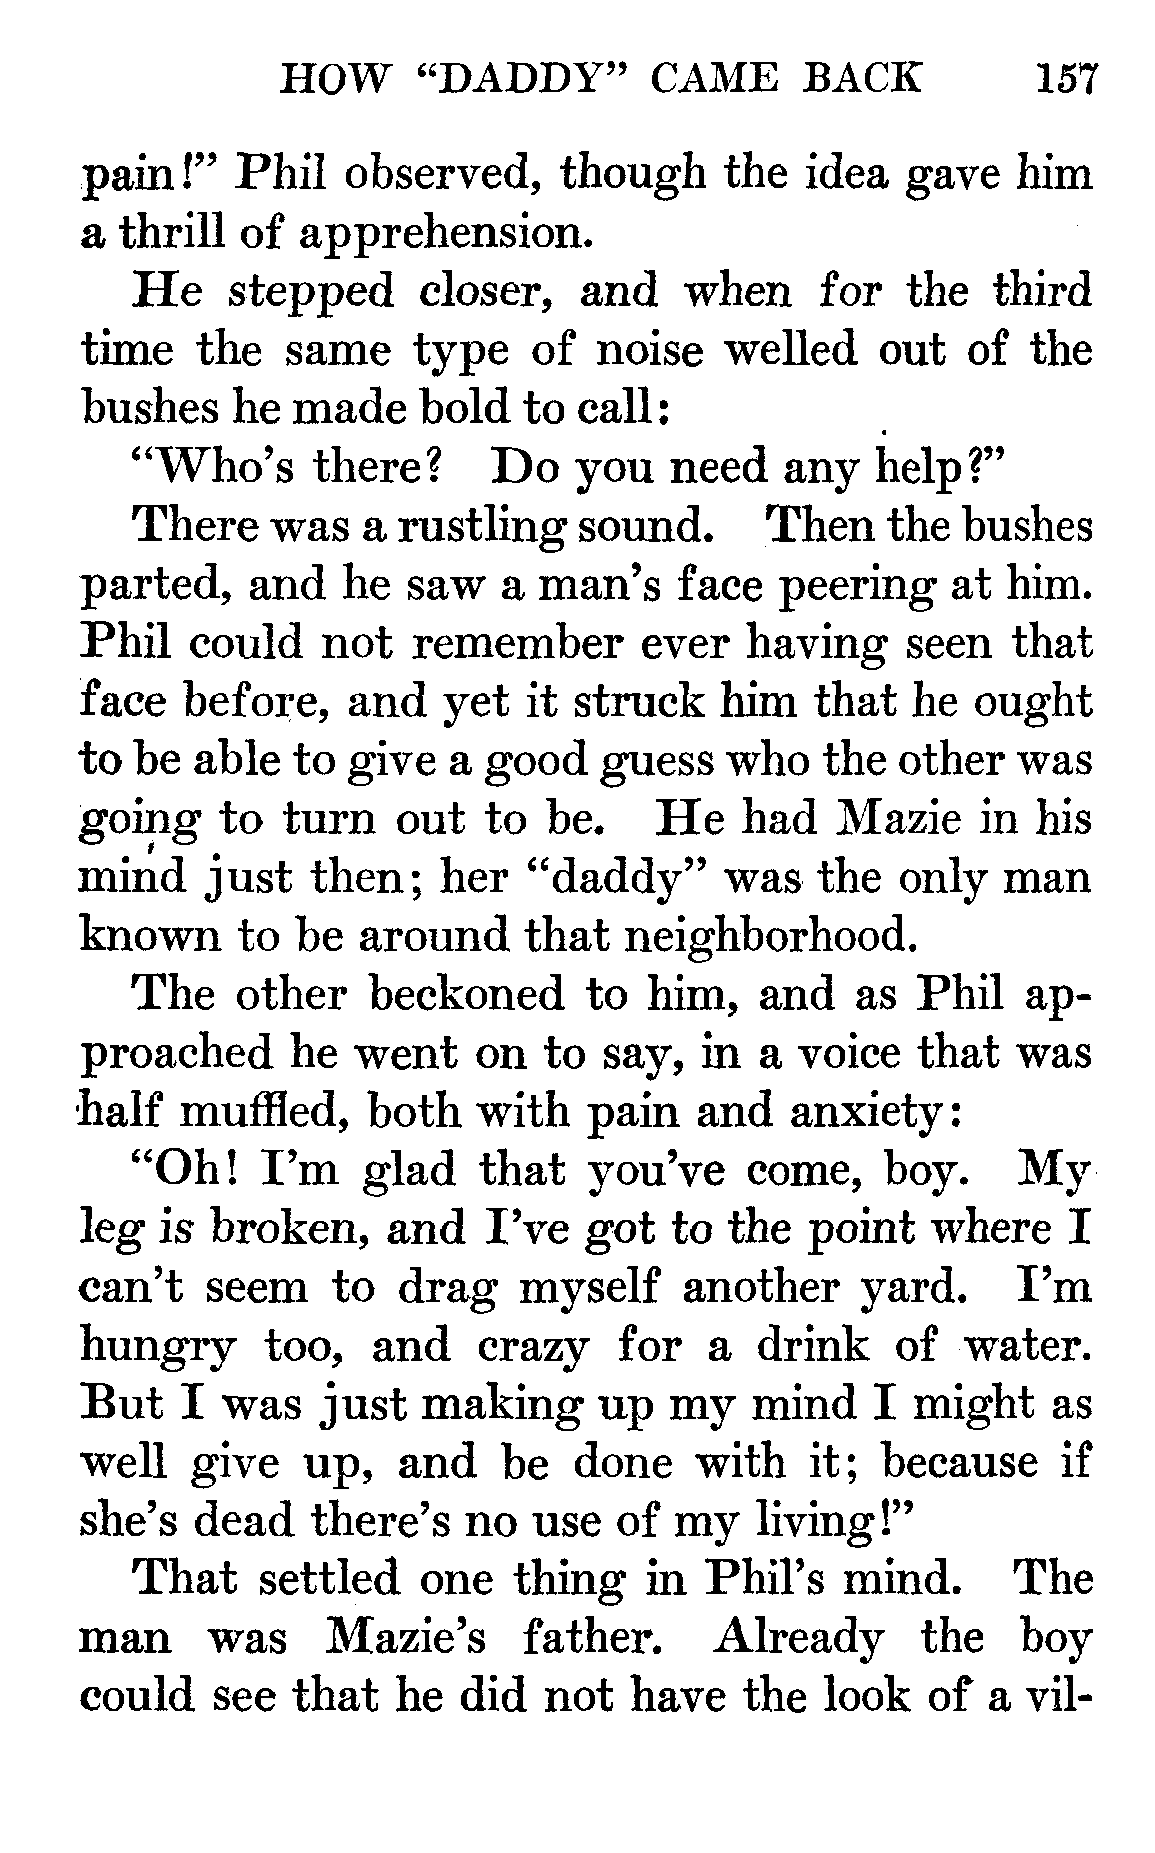 HOW “DADDY” CAME BACK 157
pain!” Phil observed, though the idea gave him
a thrill of apprehension.
He stepped closer, and when for the third
time the same type of noise welled out of the
bushes he made bold to call:
“Who’s there? Do you need any help?”
There was a rustling sound. Then the bushes
parted, and he saw a man’s face peering at him.
Phil could not remember ever having seen that
face before, and yet it struck him that he ought
to be able to give a good guess who the other was
going to turn out to be. He had Mazie in his
mind just then; her “daddy” was the only man
known to be around that neighborhood.
The other beckoned to him, and as Phil ap-
proached he went on to say, in a voice that was
half muffled, both with pain and anxiety:
“Oh! I’m glad that you’ve come, boy. My
leg is broken, and I’ve got to the point where I
can’t seem to drag myself another yard. I’m
hungry too, and crazy for a drink of water.
But I was just making up my mind I might as
well give up, and be done with it; because if
she’s dead there’s no use of my living!”
That settled one thing in Phil’s mind. The
man was Mazie’s father. Already the boy
could see that he did not have the look of a vil-